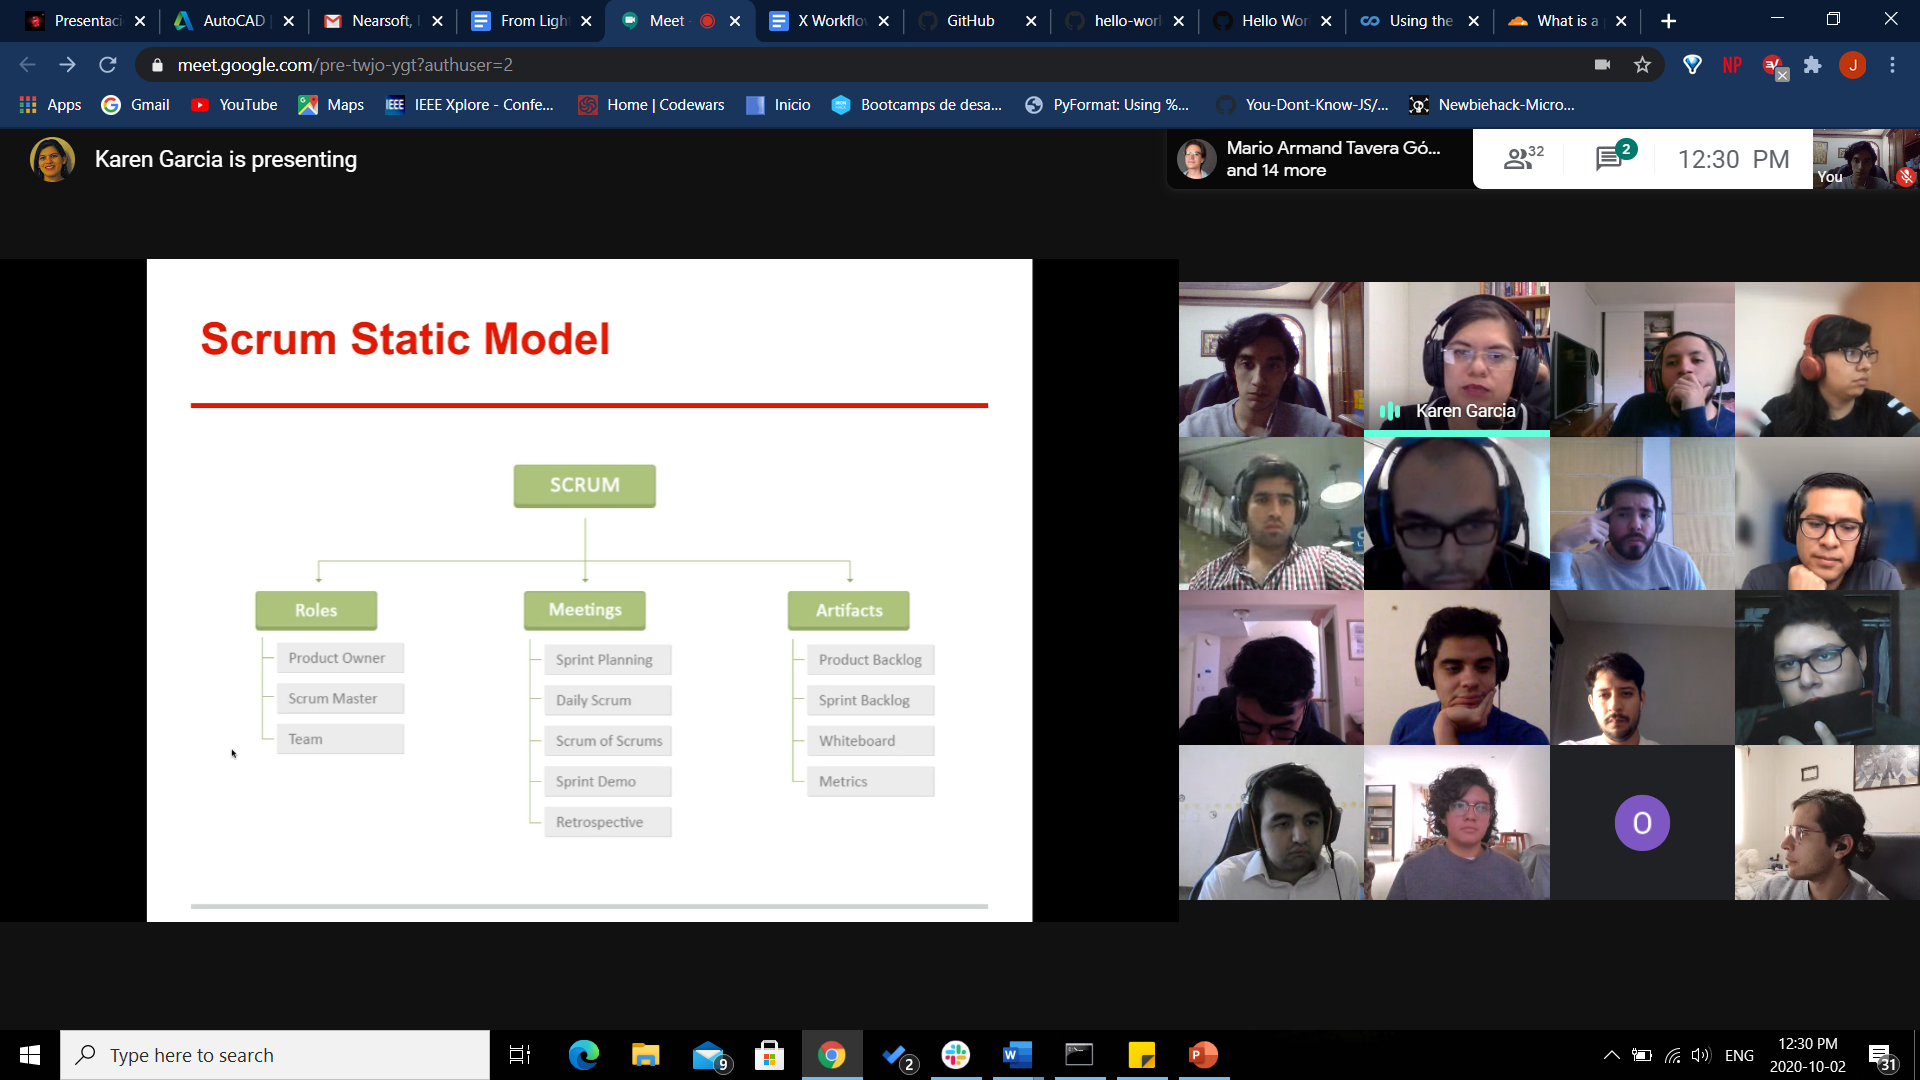 Presentaci
AutoCAD
Nearsoft,
From Ligh
Meet
X Workflo
GitHub
hello-worl
Hello Wor
Using the
What is a
meet.google.com/pre-twjo-ygt?authuser=2
NP
J
Apps
Gmail
YouTube
Maps
IEEE
IEEE Xplore - Confe...
Home | Codewars
Inicio
Bootcamps de desa...
PyFormat: Using %...
You-Dont-Know-JS/...
Newbiehack-Micro...
Karen Garcia is presenting
Mario Armand Tavera Gó...
and 14 more
32
2
12:30 PM
You
Scrum Static Model
SCRUM
Roles
Product Owner
Scrum Master
Team
Meetings
Sprint Planning
Daily Scrum
Scrum of Scrums
Sprint Demo
Retrospective
Artifacts
Product Backlog
Sprint Backlog
Whiteboard
Metrics
Karen Garcia
O
Type here to search
9
2
W
P
ENG
12:30 PM
2020-10-02
31